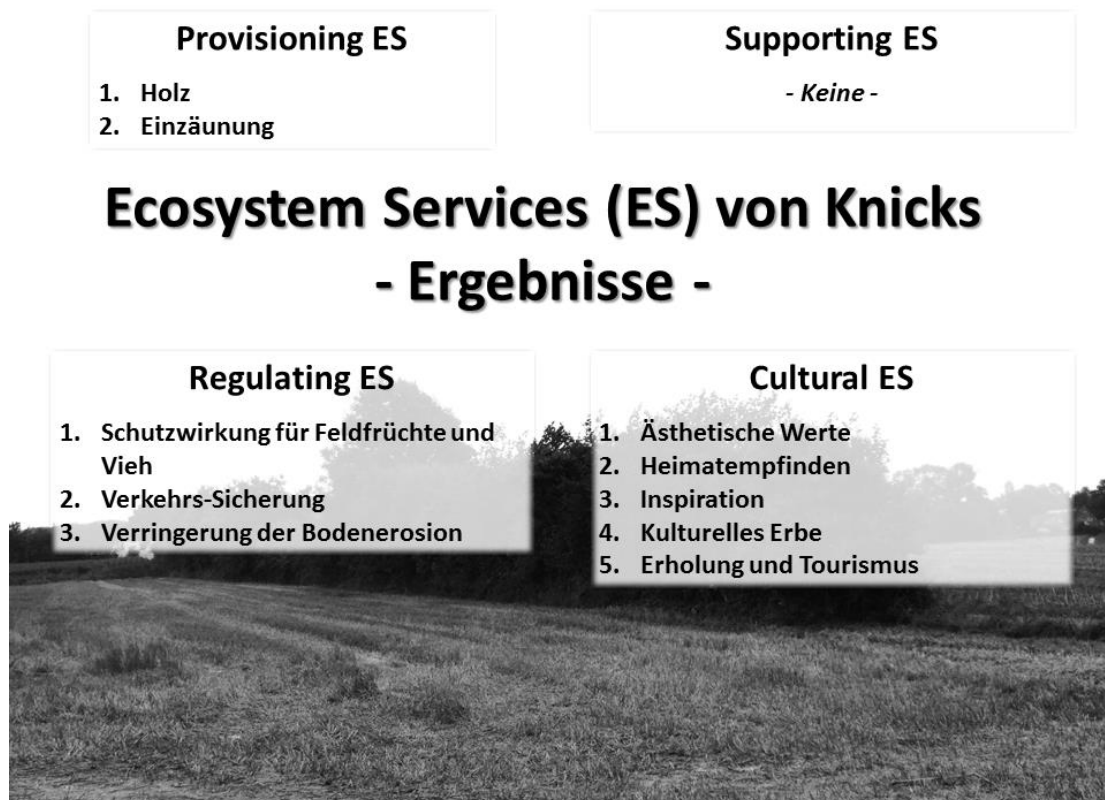 Provisioning ES
1. Holz
2. Einzäunung
Supporting ES
- Keine -
Ecosystem Services (ES) von Knicks
- Ergebnisse -
Regulating ES
1. Schutzwirkung für Feldfrüchte und
Vieh
2. Verkehrs-Sicherung
3. Verringerung der Bodenerosion
Cultural ES
1. Ästhetische Werte
2. Heimatempfinden
3. Inspiration
4. Kulturelles Erbe
5. Erholung und Tourismus